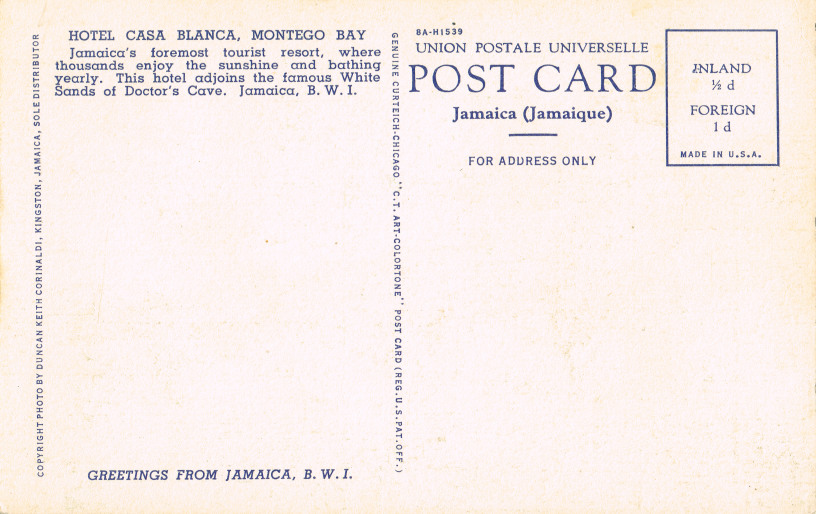 COPYRIGHT PHOTO BY DUNCAN KEITH CORINALDI, KINGSTON, JAMAICA, SOLE DISTRIBUTOR
HOTEL CASA BLANCA, MONTEGO BAY
Jamaica's foremost tourist resort, where
thousands enjoy the sunshine and bathing
yearly. This hotel adjoins the famous White
Sands of Doctor's Cave. Jamaica, B. W. I.
GREETINGS FROM JAMAICA, B. W. I.
GENUINE CURTEICH-CHICAGO "C.T. ART-COLORTONE" POST CARD (REG. U.S. PAT. OFF.)
8A-H1539
UNION POSTALE UNIVERSELLE
POST CARD
Jamaica (Jamaique)
FOR ADDRESS ONLY
INLAND
½ d
FOREIGN
1 d
MADE IN U.S.A.